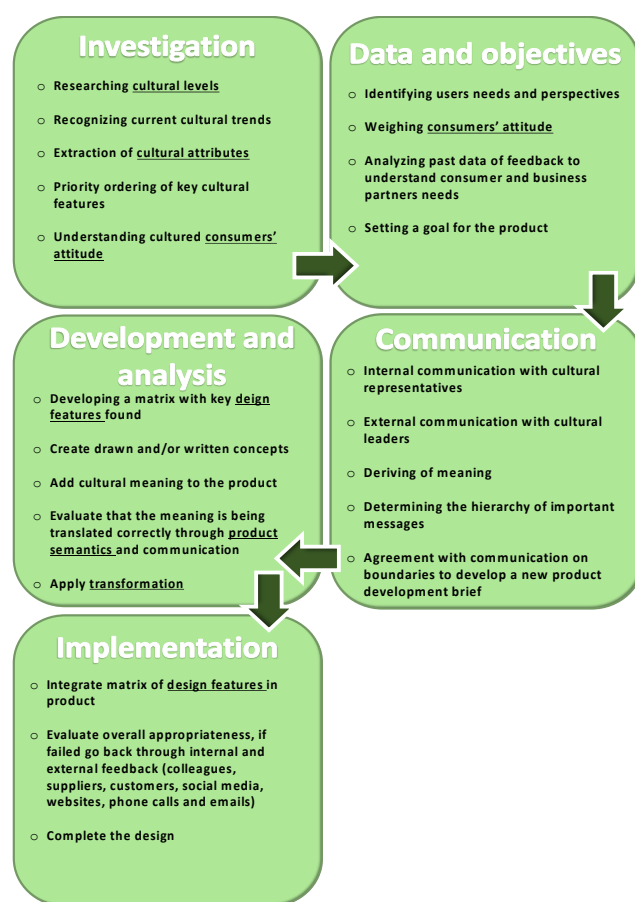 Investigation
○ Researching cultural levels
○ Recognizing current cultural trends
○ Extraction of cultural attributes
○ Priority ordering of key cultural
features
○ Understanding cultured consumers’
attitude
Data and objectives
○ Identifying users needs and perspectives
○ Weighing consumers’ attitude
○ Analyzing past data of feedback to
understand consumer and business
partners needs
○ Setting a goal for the product
Communication
○ Internal communication with cultural
representatives
○ External communication with cultural
leaders
○ Deriving of meaning
○ Determining the hierarchy of important
messages
○ Agreement with communication on
boundaries to develop a new product
development brief
Development and
analysis
○ Developing a matrix with key deign
features found
○ Create drawn and/or written concepts
○ Add cultural meaning to the product
○ Evaluate that the meaning is being
translated correctly through product
semantics and communication
○ Apply transformation
Implementation
○ Integrate matrix of design features in
product
○ Evaluate overall appropriateness, if
failed go back through internal and
external feedback (colleagues,
suppliers, customers, social media,
websites, phone calls and emails)
○ Complete the design